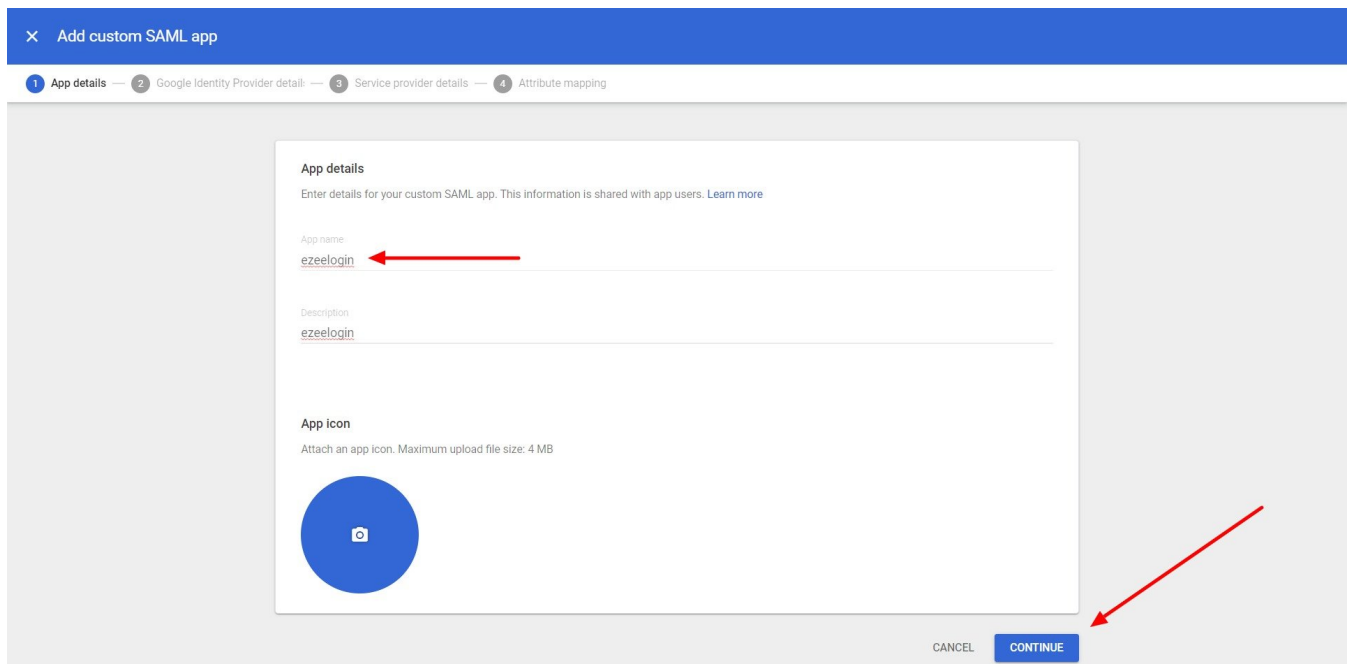 Add custom SAML app
1 App details — 2 Google Identity Provider detail — 3 Service provider details — 4 Attribute mapping
App details
Enter details for your custom SAML app. This information is shared with app users. Learn more
App name
ezeelogin
Description
ezeelogin
App icon
Attach an app icon. Maximum upload file size: 4 MB
CANCEL CONTINUE